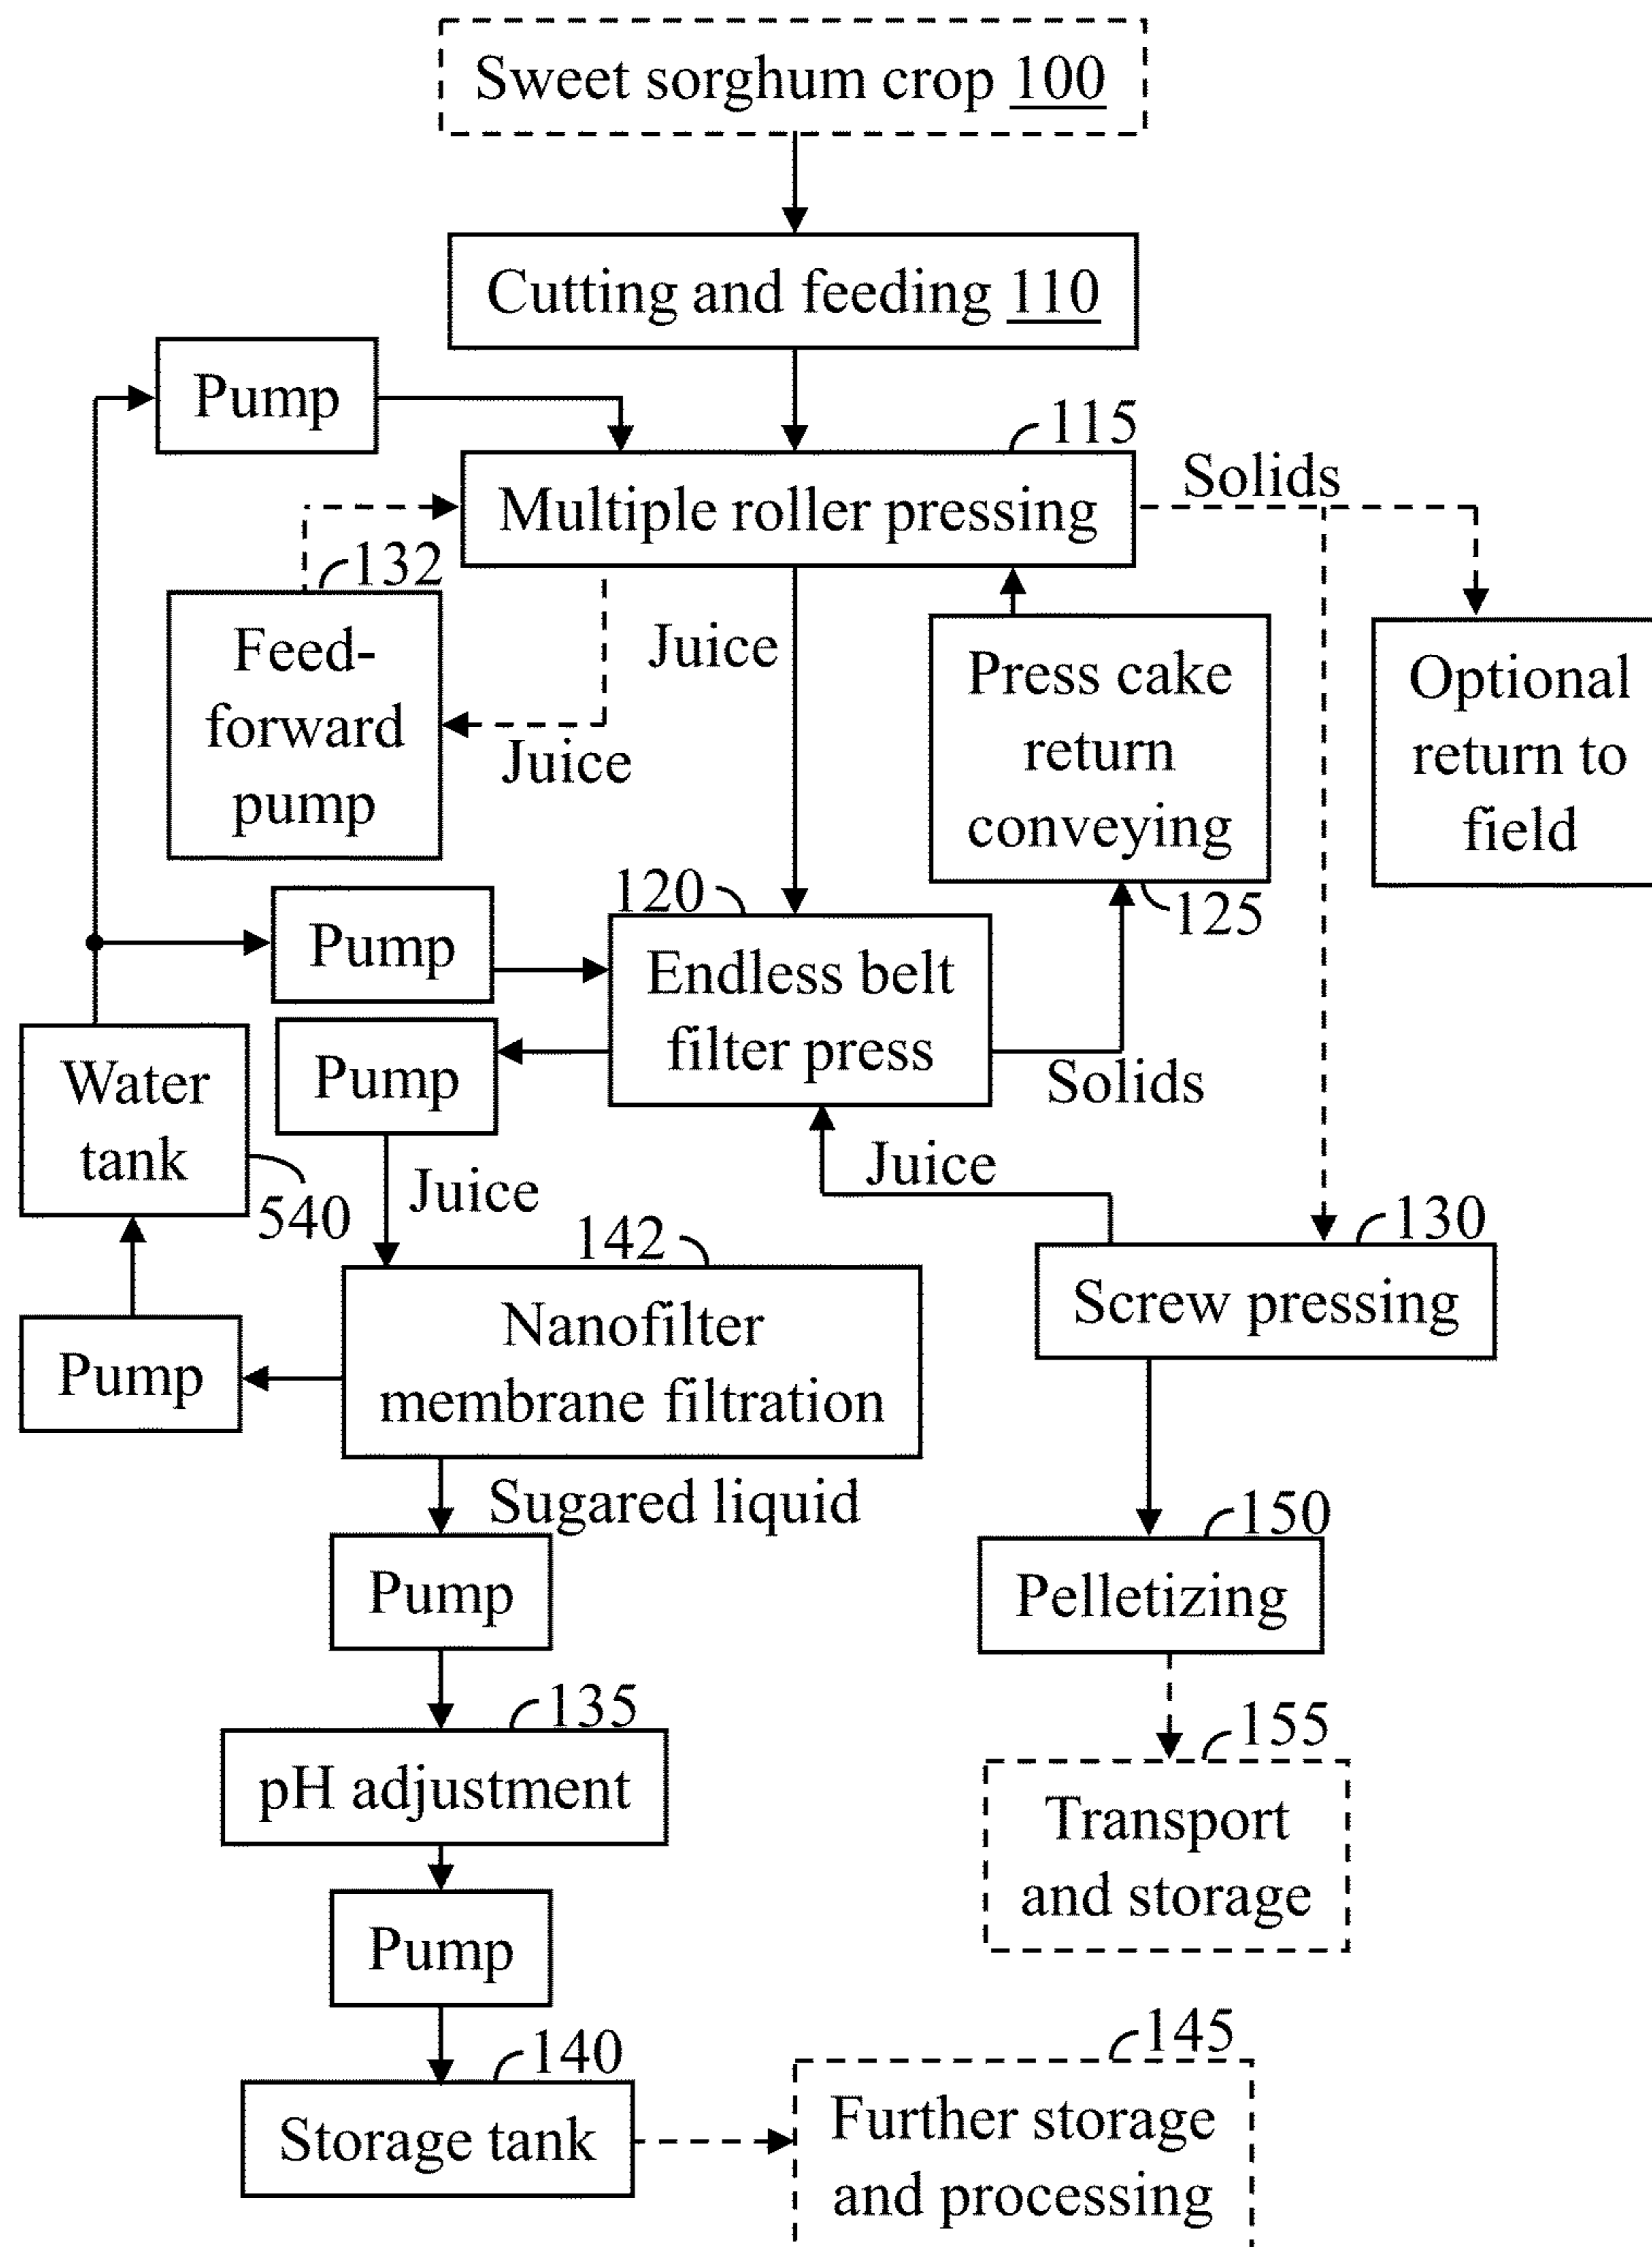 Sweet sorghum crop 100
Cutting and feeding 110
Pump
115
Multiple roller pressing
Solids
132
Feed-
forward
pump
Juice
Juice
Press cake
return
conveying
125
Optional
return to
field
120
Pump
Endless belt
filter press
Pump
Solids
Water
tank
540
Juice
Juice
142
130
Nanofilter
membrane filtration
Screw pressing
Pump
Sugared liquid
Pump
150
Pelletizing
135
pH adjustment
155
Transport
and storage
Pump
140
Storage tank
145
Further storage
and processing